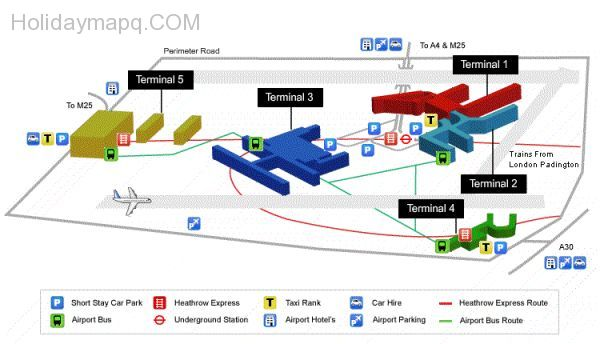 Holidaymapq.COM
Perimeter Road
To A4 & M25
Terminal 1
Terminal 5
Terminal 3
To M25
T
P
P
P
T
P
P
P
Trains From
London Padington
Terminal 2
Terminal 4
T
P
A30
P Short Stay Car Park
Heathrow Express
T Taxi Rank
Car Hire
Heathrow Express Route
Airport Bus
Underground Station
Airport Hotel's
Airport Parking
Airport Bus Route